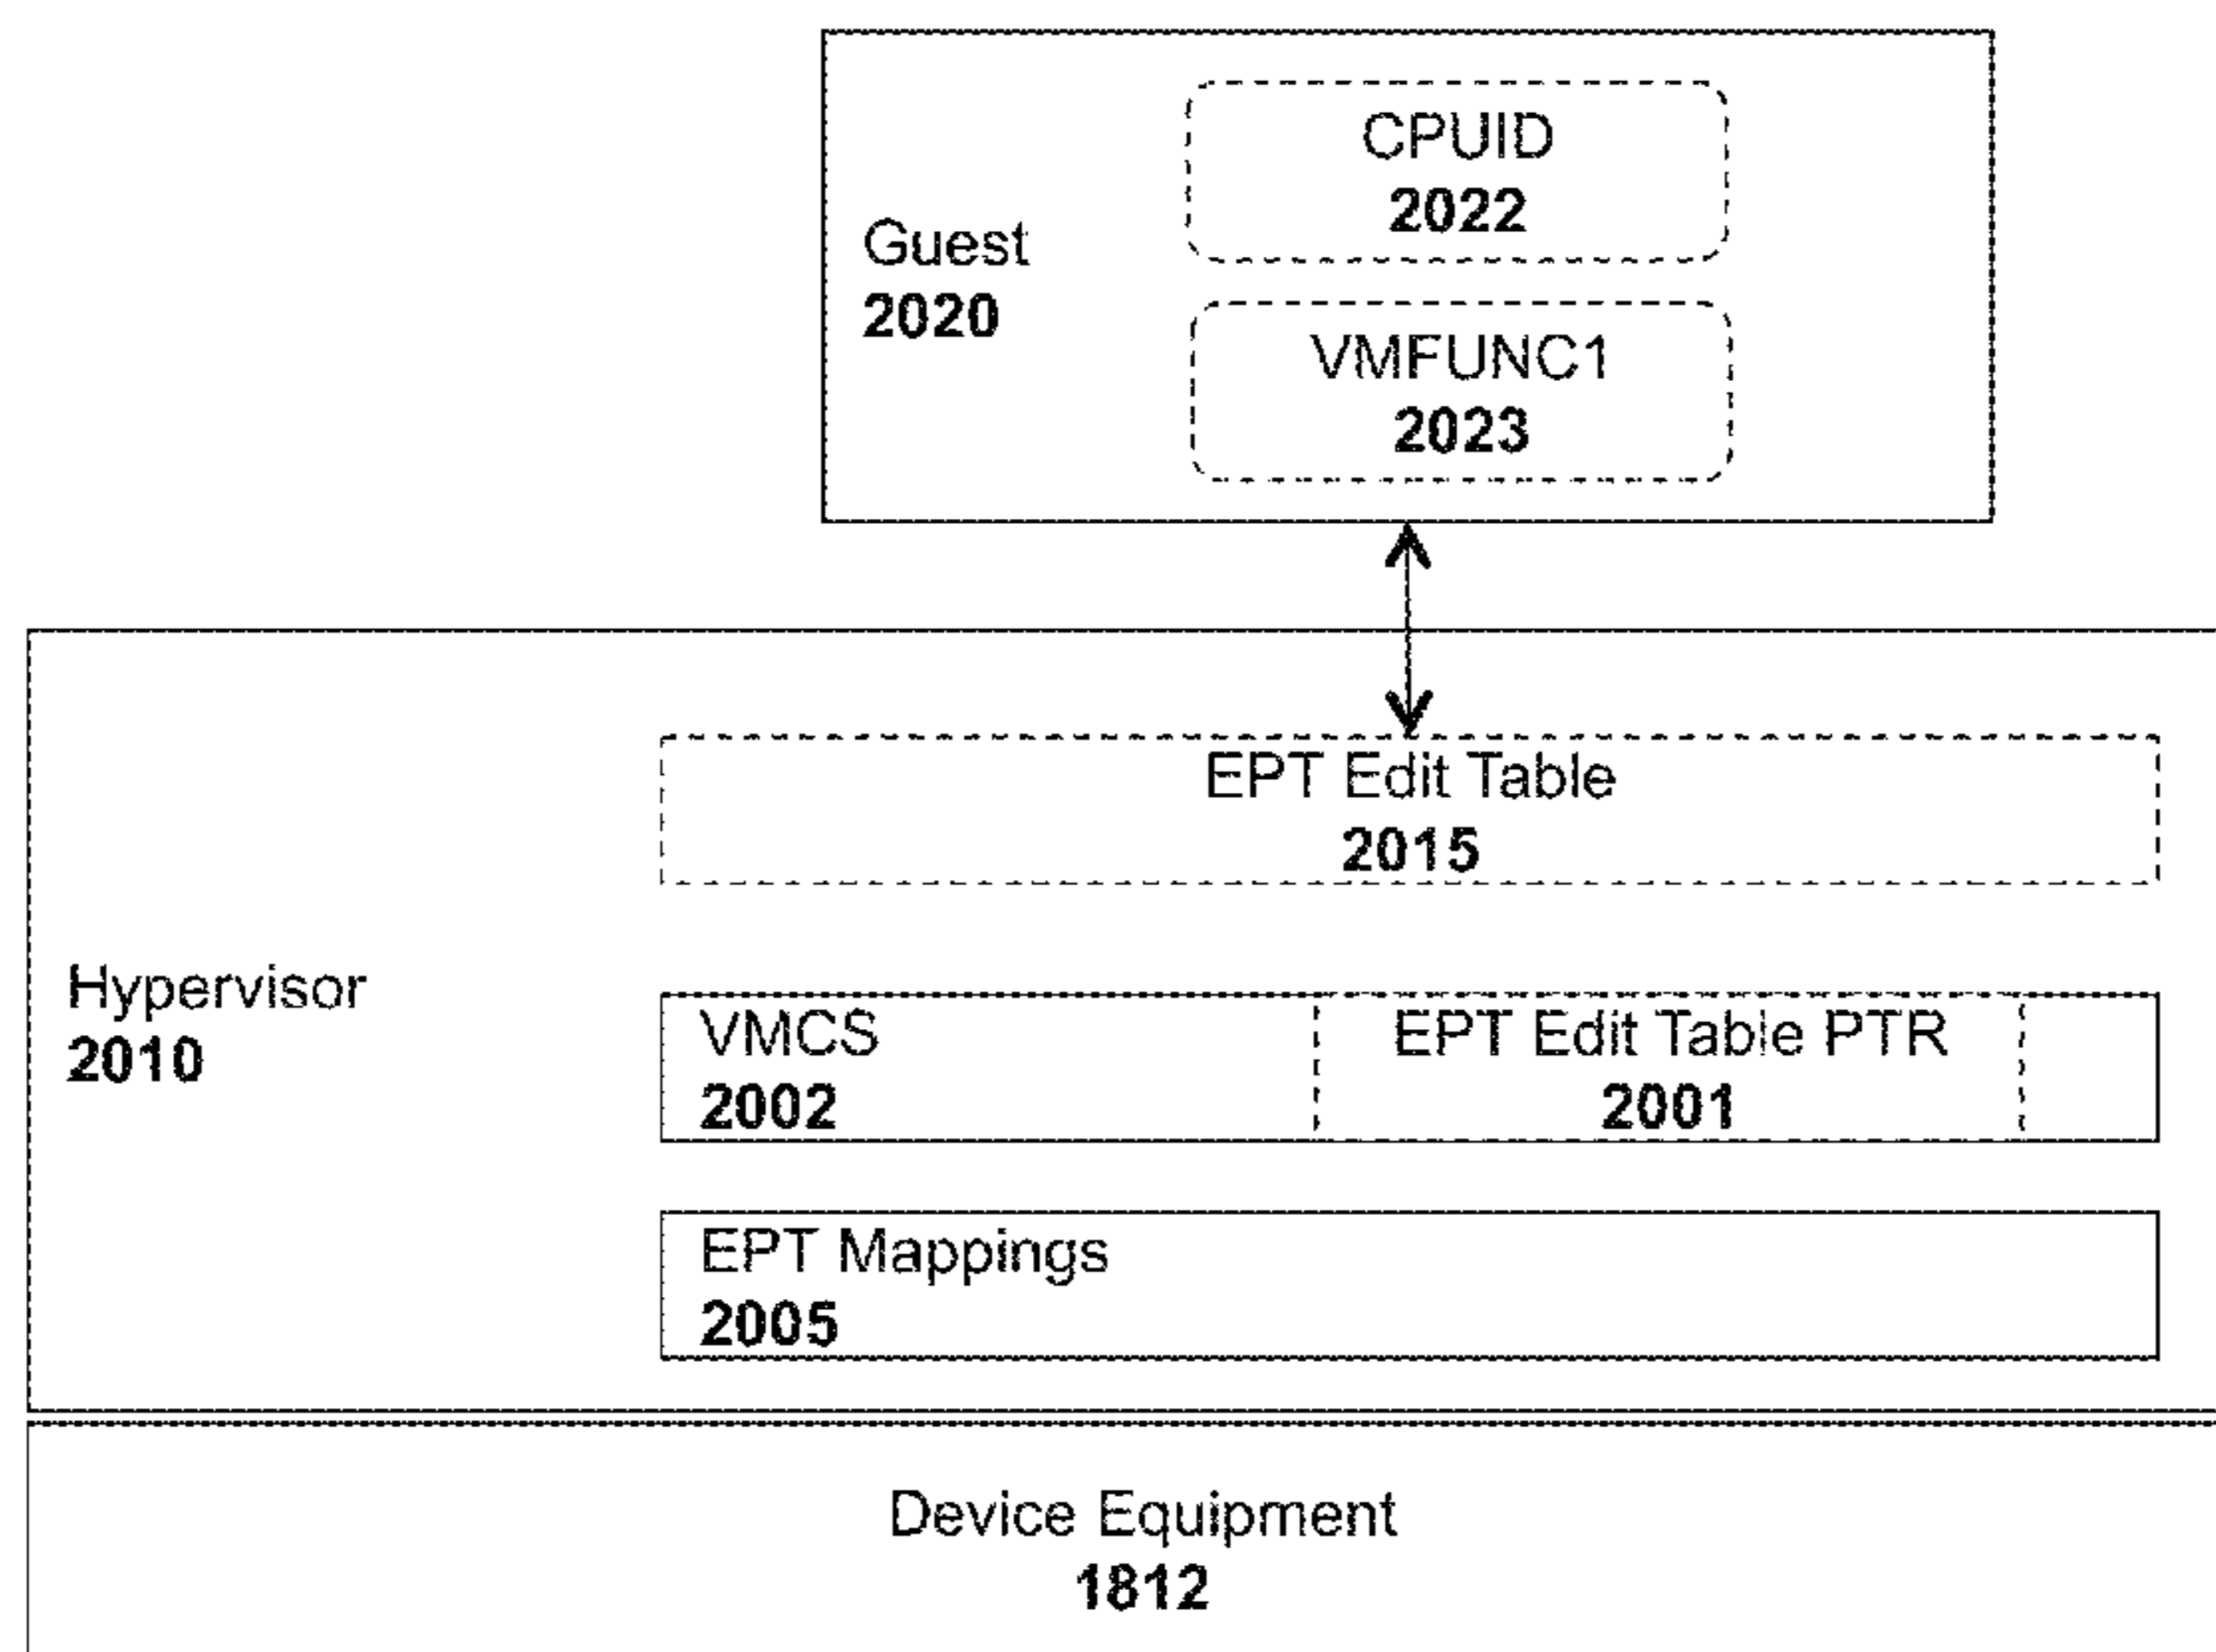 CPUID
2022
Guest
2020
VMFUNC1
2023
EPT Edit Table
2015
Hypervisor
2010
VMCS
2002
EPT Edit Table PTR
2001
EPT Mappings
2005
Device Equipment
1812